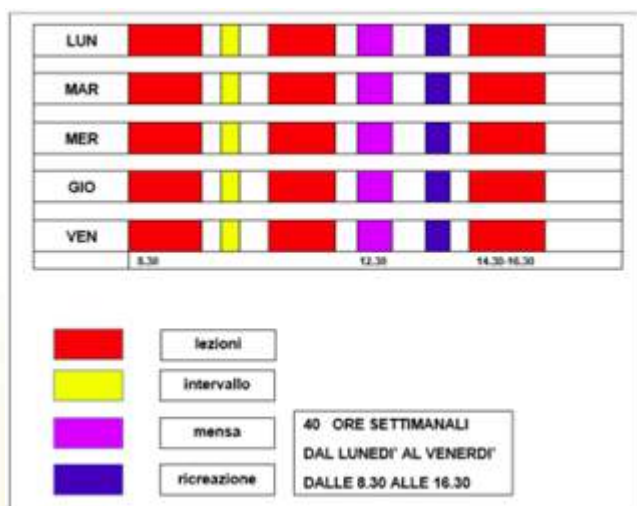 LUN
MAR
MER
GIO
VEN
8.30 12.30 14.30-16.30
lezioni
intervallo
mensa
ricreazione
40 ORE SETTIMANALI
DAL LUNEDI' AL VENERDI'
DALLE 8.30 ALLE 16.30